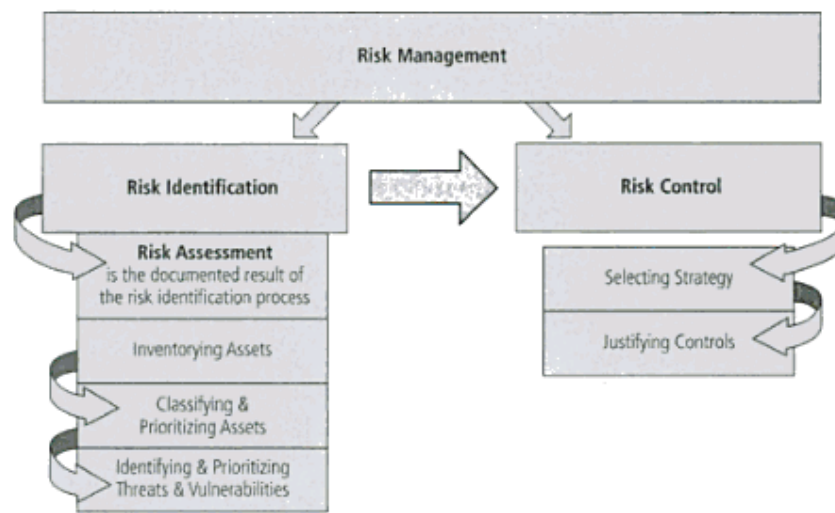 Risk Management
Risk Identification
Risk Control
Risk Assessment
is the documented result of
the risk identification process
Inventorying Assets
Classifying &
Prioritizing Assets
Identifying & Prioritizing
Threats & Vulnerabilities
Selecting Strategy
Justifying Controls